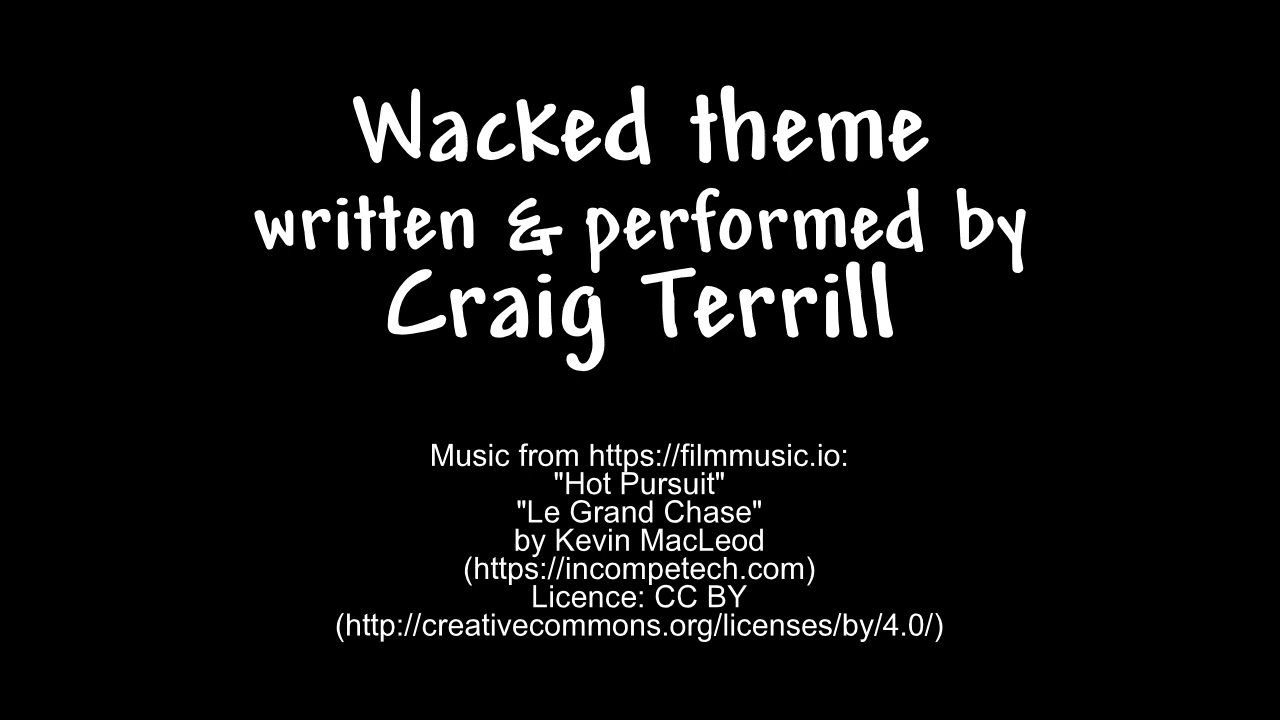 Wacked theme
written & performed by
Craig Terrill
Music from https://filmmusic.io:
"Hot Pursuit"
"Le Grand Chase"
by Kevin MacLeod
(https://incompetech.com)
Licence: CC BY
(http://creativecommons.org/licenses/by/4.0/)